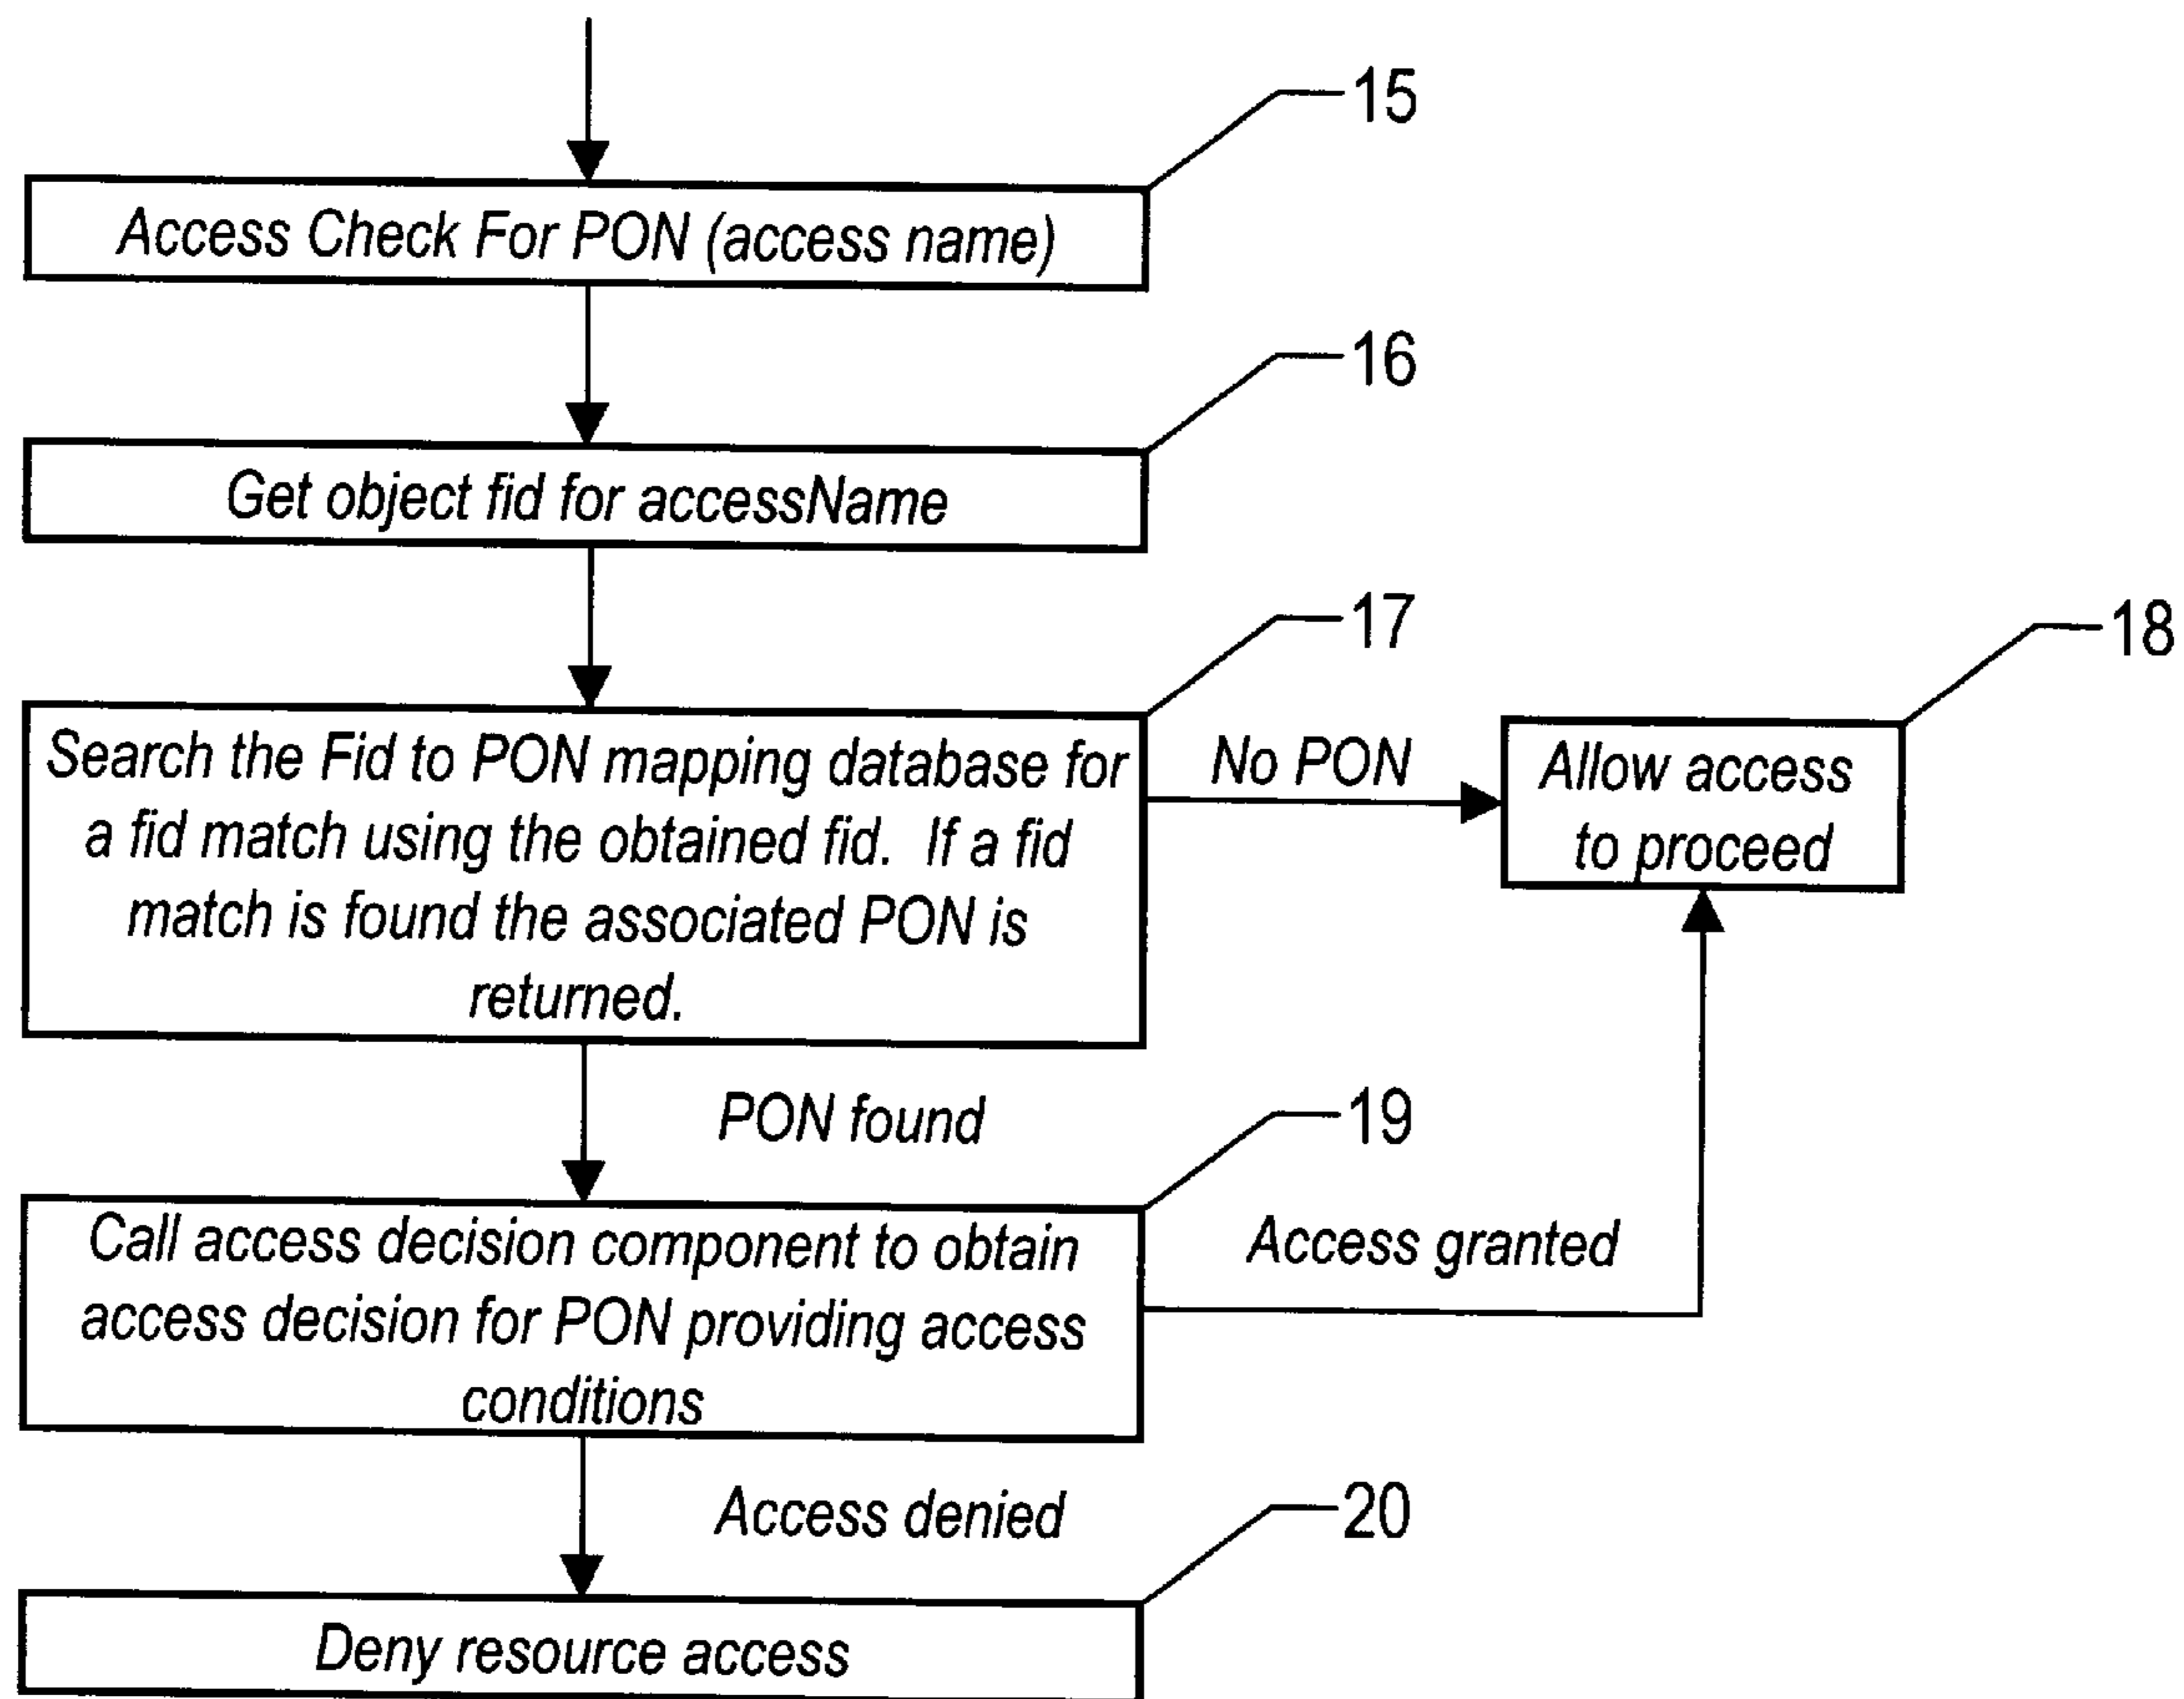 15
Access Check For PON (access name)
16
Get object fid for accessName
17
18
Search the Fid to PON mapping database for
a fid match using the obtained fid. If a fid
match is found the associated PON is
returned.
No PON
Allow access
to proceed
PON found
19
Call access decision component to obtain
access decision for PON providing access
conditions
Access granted
Access denied
20
Deny resource access